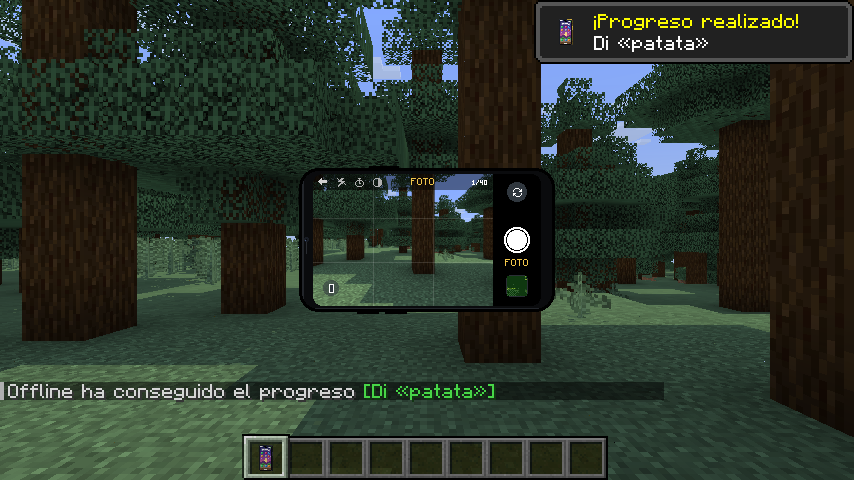 ¡Progreso realizado!
Di «patata»
FOTO
1/40
FOTO
Offline ha conseguido el progreso [Di «patata»]